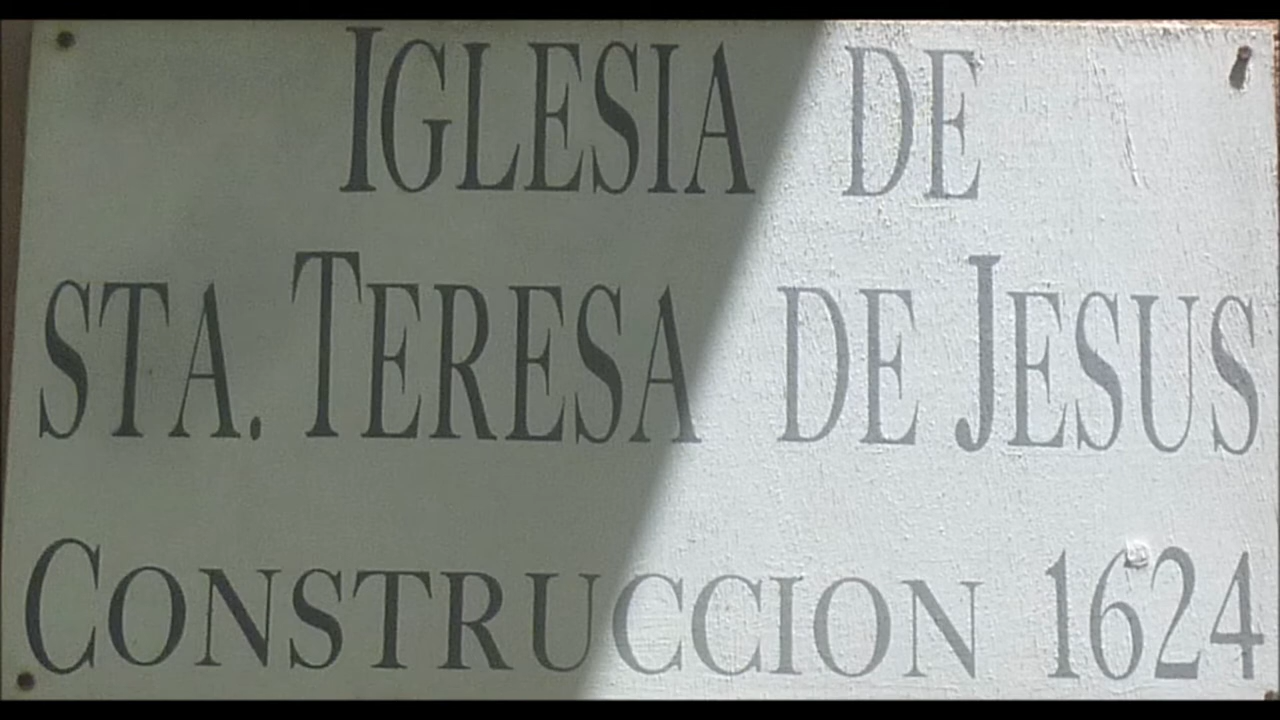 IGLESIA DE
STA. TERESA DE JESUS
CONSTRUCCION 1624